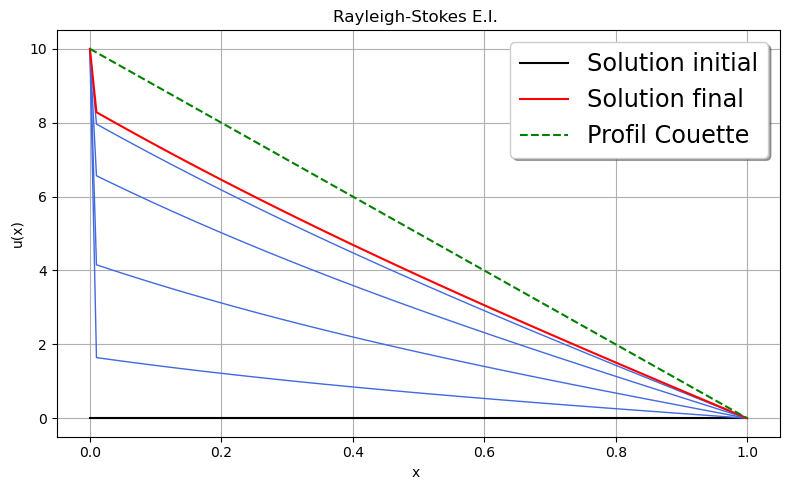 Rayleigh-Stokes E.I.
Solution initial
Solution final
Profil Couette
u(x)
10
8
6
4
2
0
0.0 0.2 0.4 0.6 0.8 1.0
x